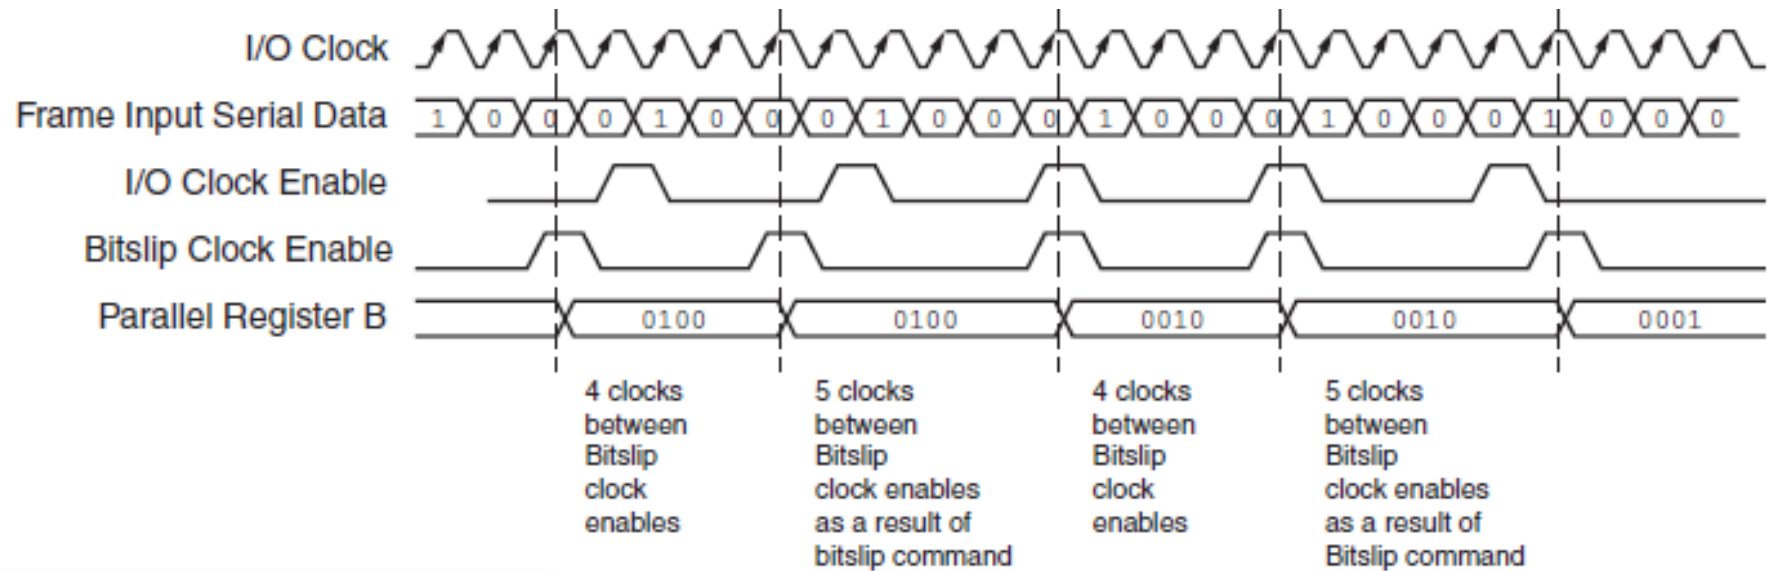 I/O Clock
Frame Input Serial Data 1 0 0 0 1 0 0 0 1 0 0 0 1 0 0 0 1 0 0 0 1 0 0 0
I/O Clock Enable
Bitslip Clock Enable
Parallel Register B 0100 0100 0010 0010 0001
4 clocks
between
Bitslip
clock
enables
5 clocks
between
Bitslip
clock enables
as a result of
bitslip command
4 clocks
between
Bitslip
clock
enables
5 clocks
between
Bitslip
clock enables
as a result of
Bitslip command